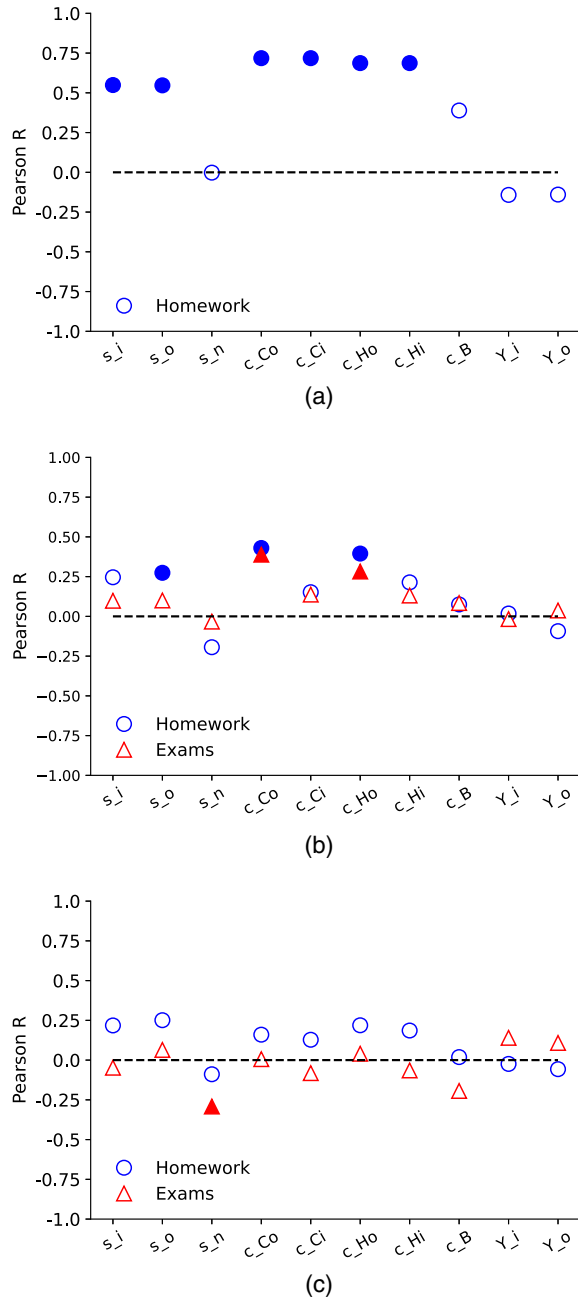 1.0
0.75
0.5
0.25
0.0
-0.25
-0.5
-0.75
-1.0
Pearson R
Homework
s_i s_o s_n c_Co c_Ci c_Ho c_Hi c_B Y_i Y_o
(a)
1.00
0.75
0.50
0.25
0.00
−0.25
−0.50
−0.75
−1.00
Pearson R
Homework
Exams
s_i s_o s_n c_Co c_Ci c_Ho c_Hi c_B Y_i Y_o
(b)
1.0
0.75
0.5
0.25
0.0
-0.25
-0.5
-0.75
-1.0
Pearson R
Homework
Exams
s_i s_o s_n c_Co c_Ci c_Ho c_Hi c_B Y_i Y_o
(c)